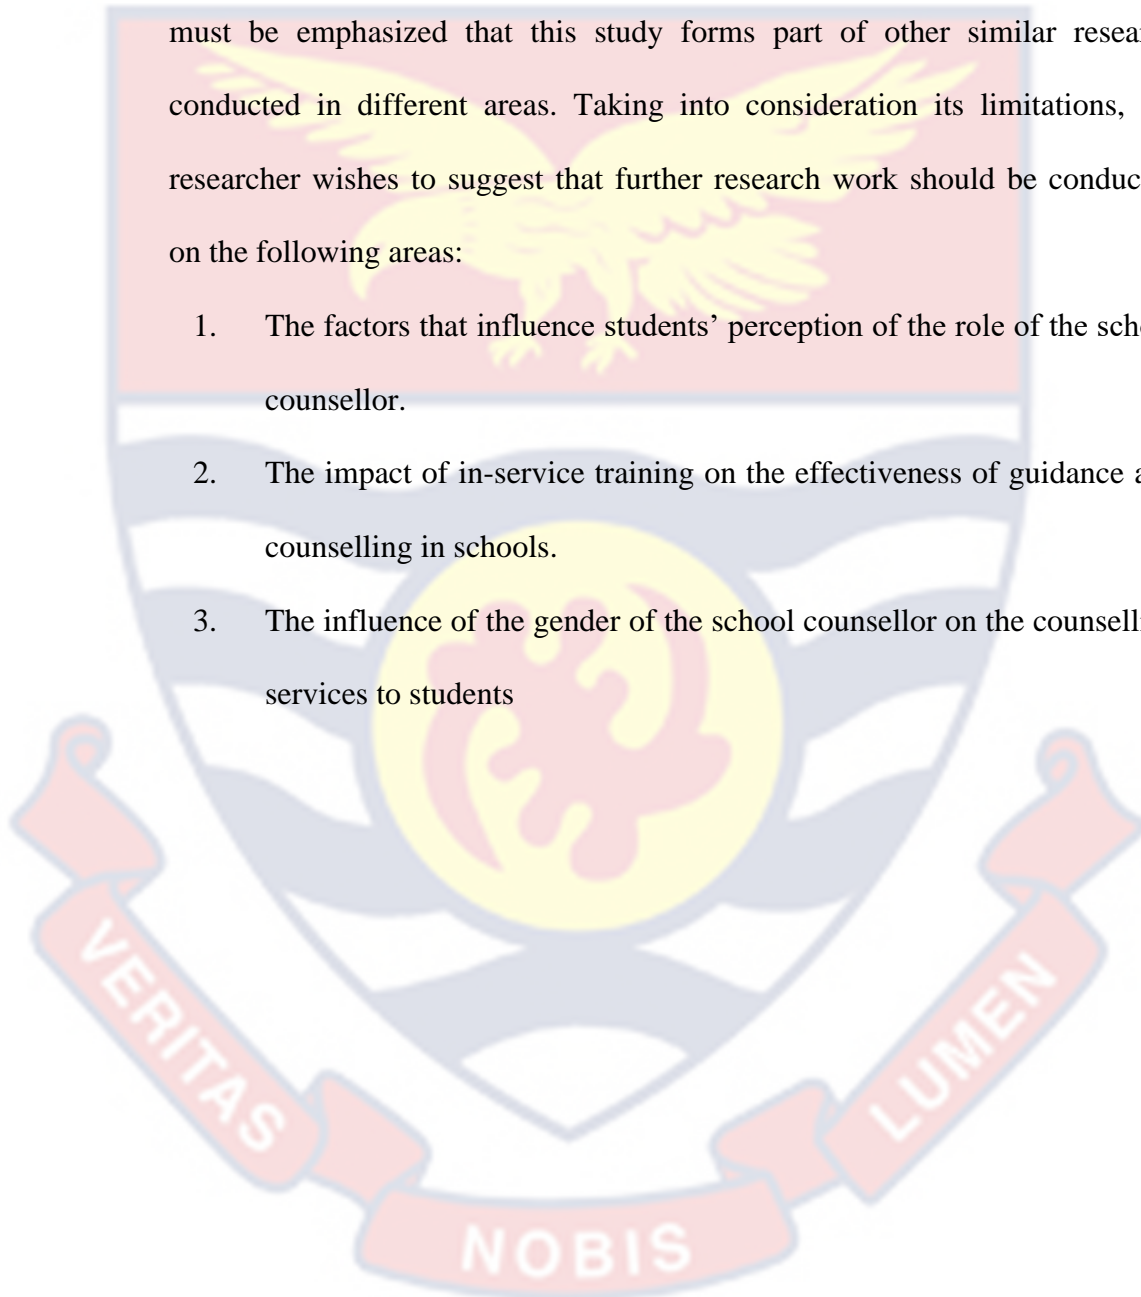 must be emphasized that this study forms part of other similar resear
conducted in different areas. Taking into consideration its limitations,
researcher wishes to suggest that further research work should be conduc
on the following areas:
1. The factors that influence students’ perception of the role of the scho
counsellor.
2. The impact of in-service training on the effectiveness of guidance a
counselling in schools.
3. The influence of the gender of the school counsellor on the counselli
services to students
VERITAS
NOBIS
LUMEN